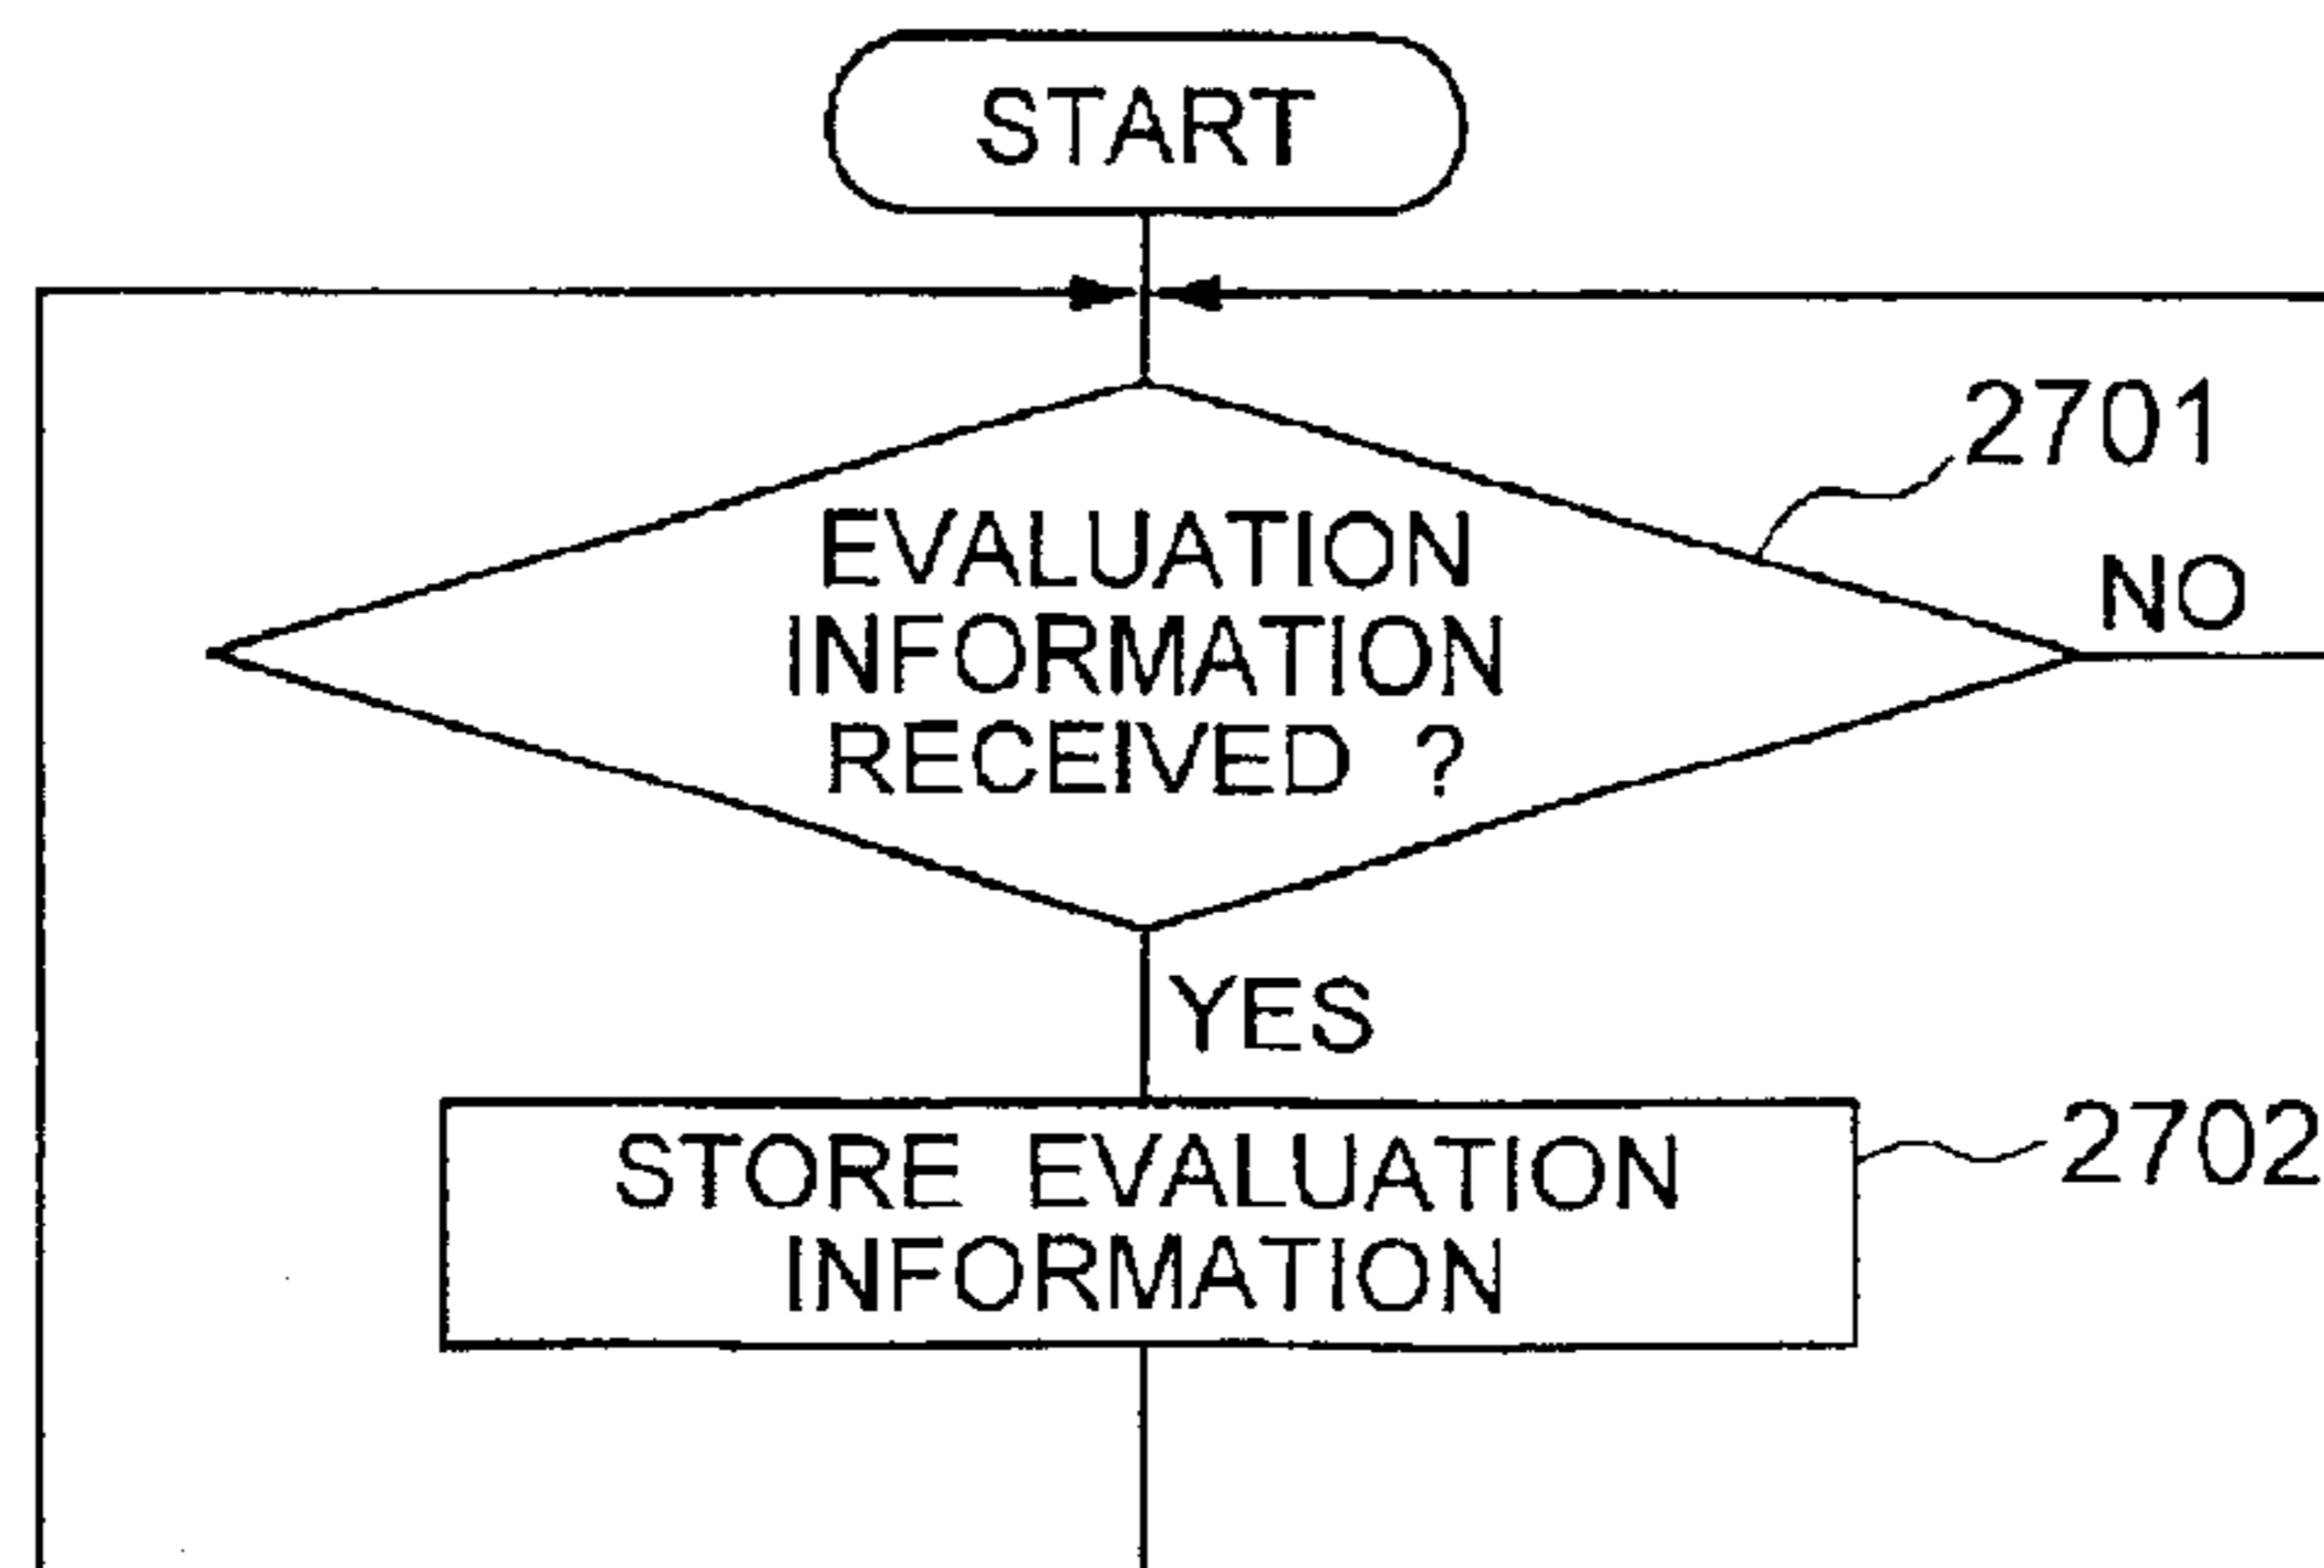 START
2701
EVALUATION
INFORMATION
RECEIVED ?
NO
YES
STORE EVALUATION
INFORMATION
2702